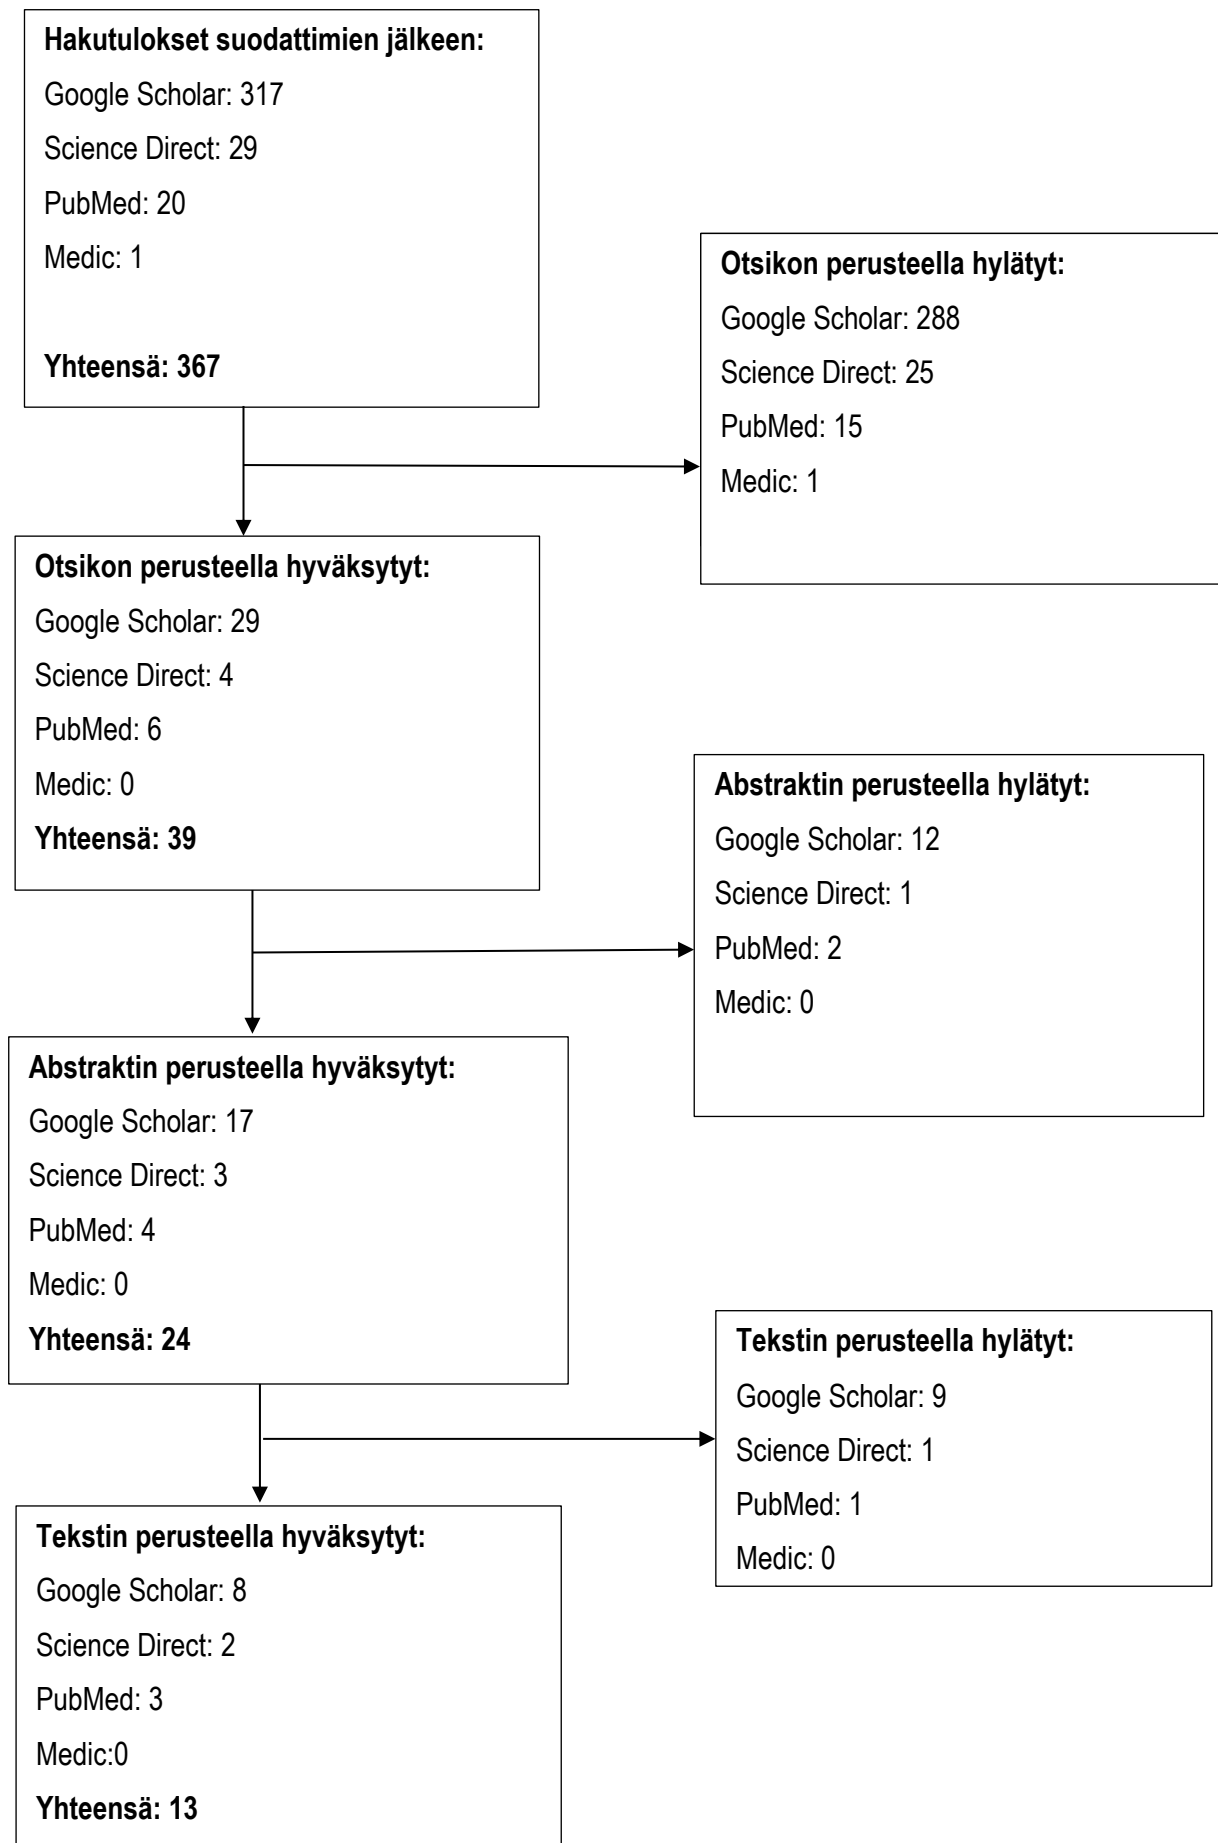 Hakutulokset suodattimien jälkeen:
Google Scholar: 317
Science Direct: 29
PubMed: 20
Medic: 1
Yhteensä: 367
Otsikon perusteella hylätyt:
Google Scholar: 288
Science Direct: 25
PubMed: 15
Medic: 1
Otsikon perusteella hyväksytyt:
Google Scholar: 29
Science Direct: 4
PubMed: 6
Medic: 0
Yhteensä: 39
Abstraktin perusteella hylätyt:
Google Scholar: 12
Science Direct: 1
PubMed: 2
Medic: 0
Abstraktin perusteella hyväksytyt:
Google Scholar: 17
Science Direct: 3
PubMed: 4
Medic: 0
Yhteensä: 24
Tekstin perusteella hylätyt:
Google Scholar: 9
Science Direct: 1
PubMed: 1
Medic: 0
Tekstin perusteella hyväksytyt:
Google Scholar: 8
Science Direct: 2
PubMed: 3
Medic:0
Yhteensä: 13